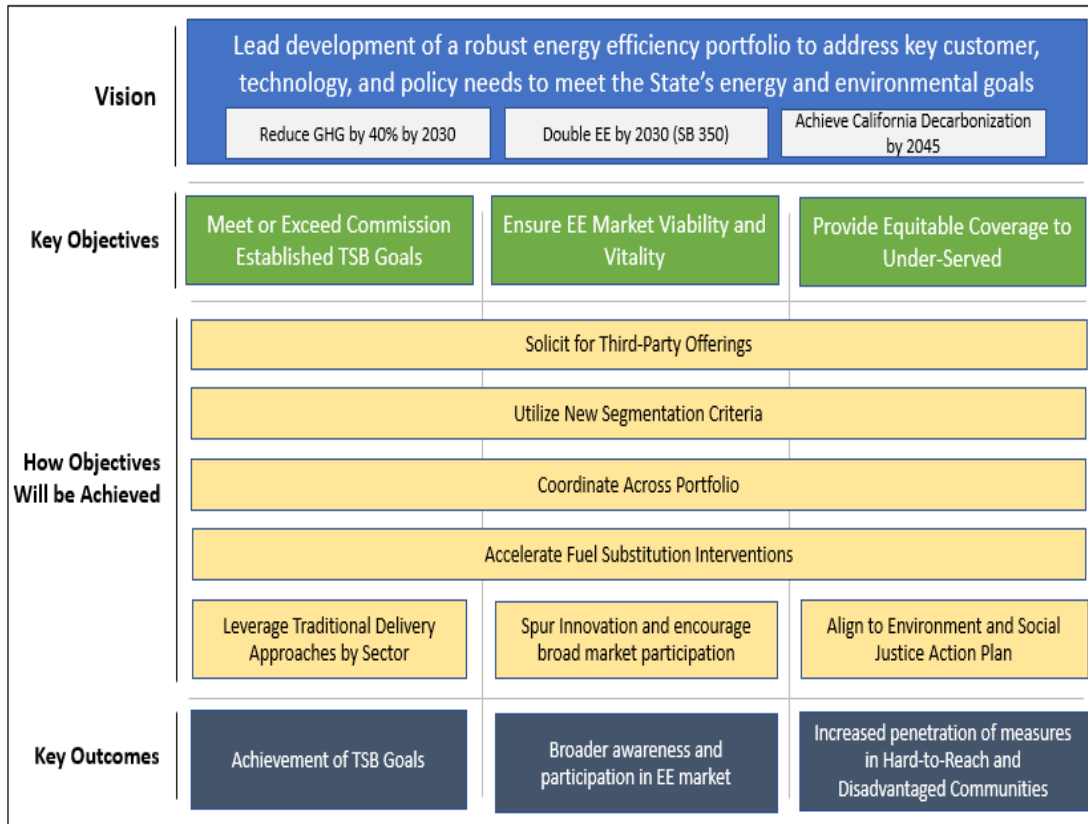 Vision
Lead development of a robust energy efficiency portfolio to address key customer,
technology, and policy needs to meet the State's energy and environmental goals
Reduce GHG by 40% by 2030
Double EE by 2030 (SB 350)
Achieve California Decarbonization
by 2045
Key Objectives
Meet or Exceed Commission
Established TSB Goals
Ensure EE Market Viability and
Vitality
Provide Equitable Coverage to
Under-Served
How Objectives
Will be Achieved
Solicit for Third-Party Offerings
Utilize New Segmentation Criteria
Coordinate Across Portfolio
Accelerate Fuel Substitution Interventions
Leverage Traditional Delivery
Approaches by Sector
Spur Innovation and encourage
broad market participation
Align to Environment and Social
Justice Action Plan
Key Outcomes
Achievement of TSB Goals
Broader awareness and
participation in EE market
Increased penetration of measures
in Hard-to-Reach and
Disadvantaged Communities